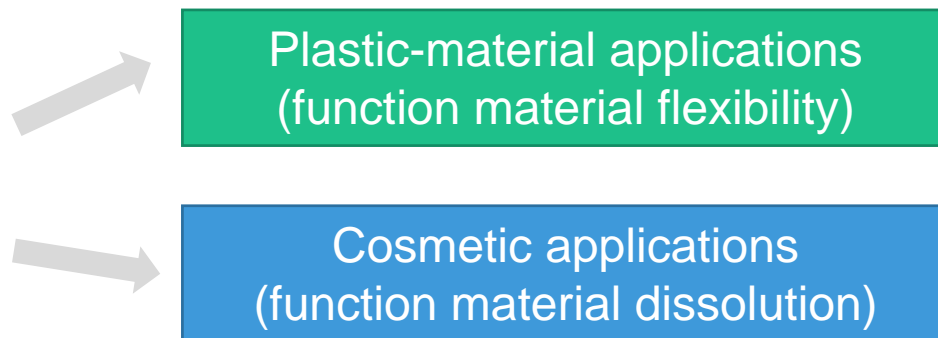 Plastic-material applications
(function material flexibility)
Cosmetic applications
(function material dissolution)